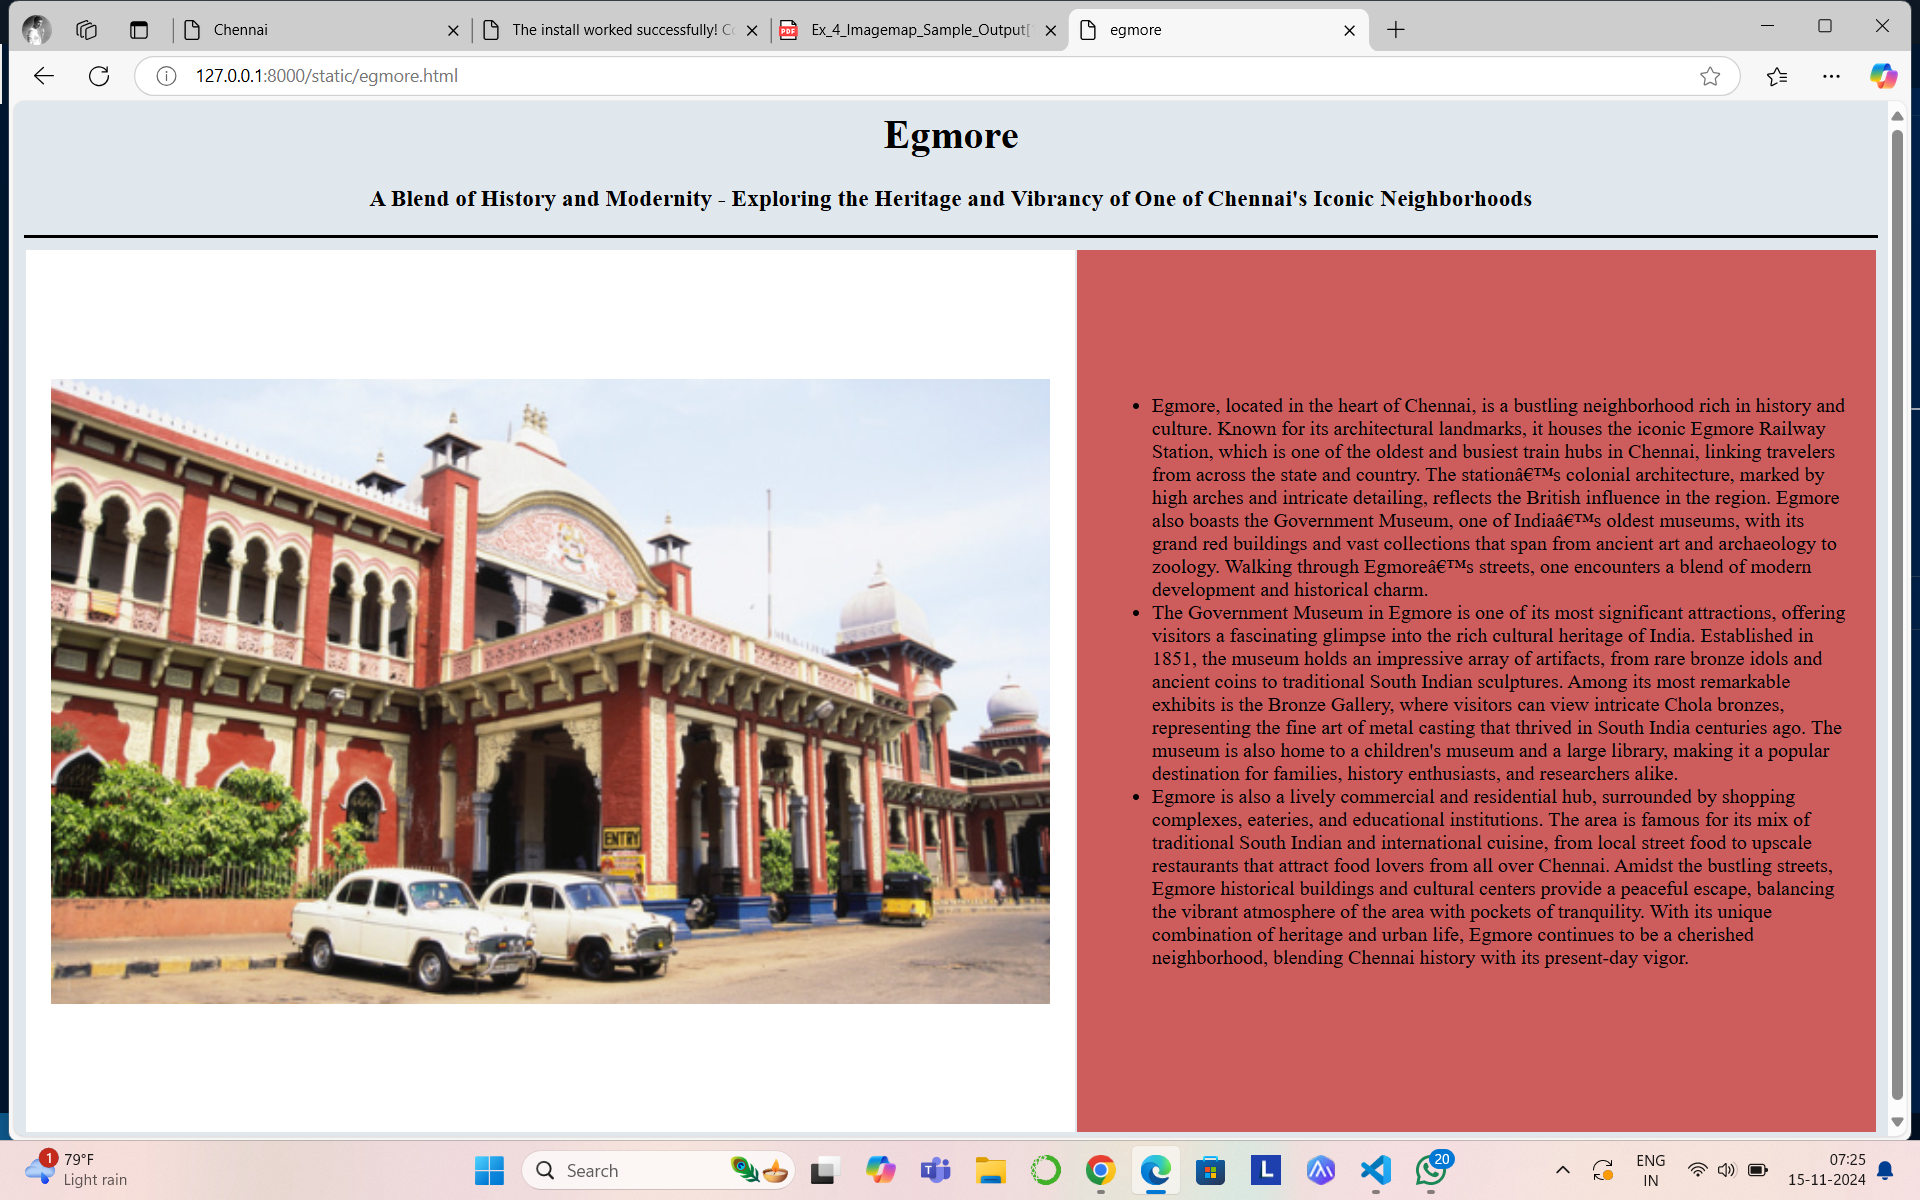 Chennai
The install worked successfully! Co
Ex_4_Imagemap_Sample_Output[
egmore
127.0.0.1:8000/static/egmore.html
Egmore
A Blend of History and Modernity - Exploring the Heritage and Vibrancy of One of Chennai's Iconic Neighborhoods
ENTRY
• Egmore, located in the heart of Chennai, is a bustling neighborhood rich in history and
culture. Known for its architectural landmarks, it houses the iconic Egmore Railway
Station, which is one of the oldest and busiest train hubs in Chennai, linking travelers
from across the state and country. The stationâ€™s colonial architecture, marked by
high arches and intricate detailing, reflects the British influence in the region. Egmore
also boasts the Government Museum, one of Indiaâ€™s oldest museums, with its
grand red buildings and vast collections that span from ancient art and archaeology to
zoology. Walking through Egmoreâ€™s streets, one encounters a blend of modern
development and historical charm.
• The Government Museum in Egmore is one of its most significant attractions, offering
visitors a fascinating glimpse into the rich cultural heritage of India. Established in
1851, the museum holds an impressive array of artifacts, from rare bronze idols and
ancient coins to traditional South Indian sculptures. Among its most remarkable
exhibits is the Bronze Gallery, where visitors can view intricate Chola bronzes,
representing the fine art of metal casting that thrived in South India centuries ago. The
museum is also home to a children's museum and a large library, making it a popular
destination for families, history enthusiasts, and researchers alike.
• Egmore is also a lively commercial and residential hub, surrounded by shopping
complexes, eateries, and educational institutions. The area is famous for its mix of
traditional South Indian and international cuisine, from local street food to upscale
restaurants that attract food lovers from all over Chennai. Amidst the bustling streets,
Egmore historical buildings and cultural centers provide a peaceful escape, balancing
the vibrant atmosphere of the area with pockets of tranquility. With its unique
combination of heritage and urban life, Egmore continues to be a cherished
neighborhood, blending Chennai history with its present-day vigor.
1
79°F
Light rain
Search
L
20
ENG
IN
07:25
15-11-2024